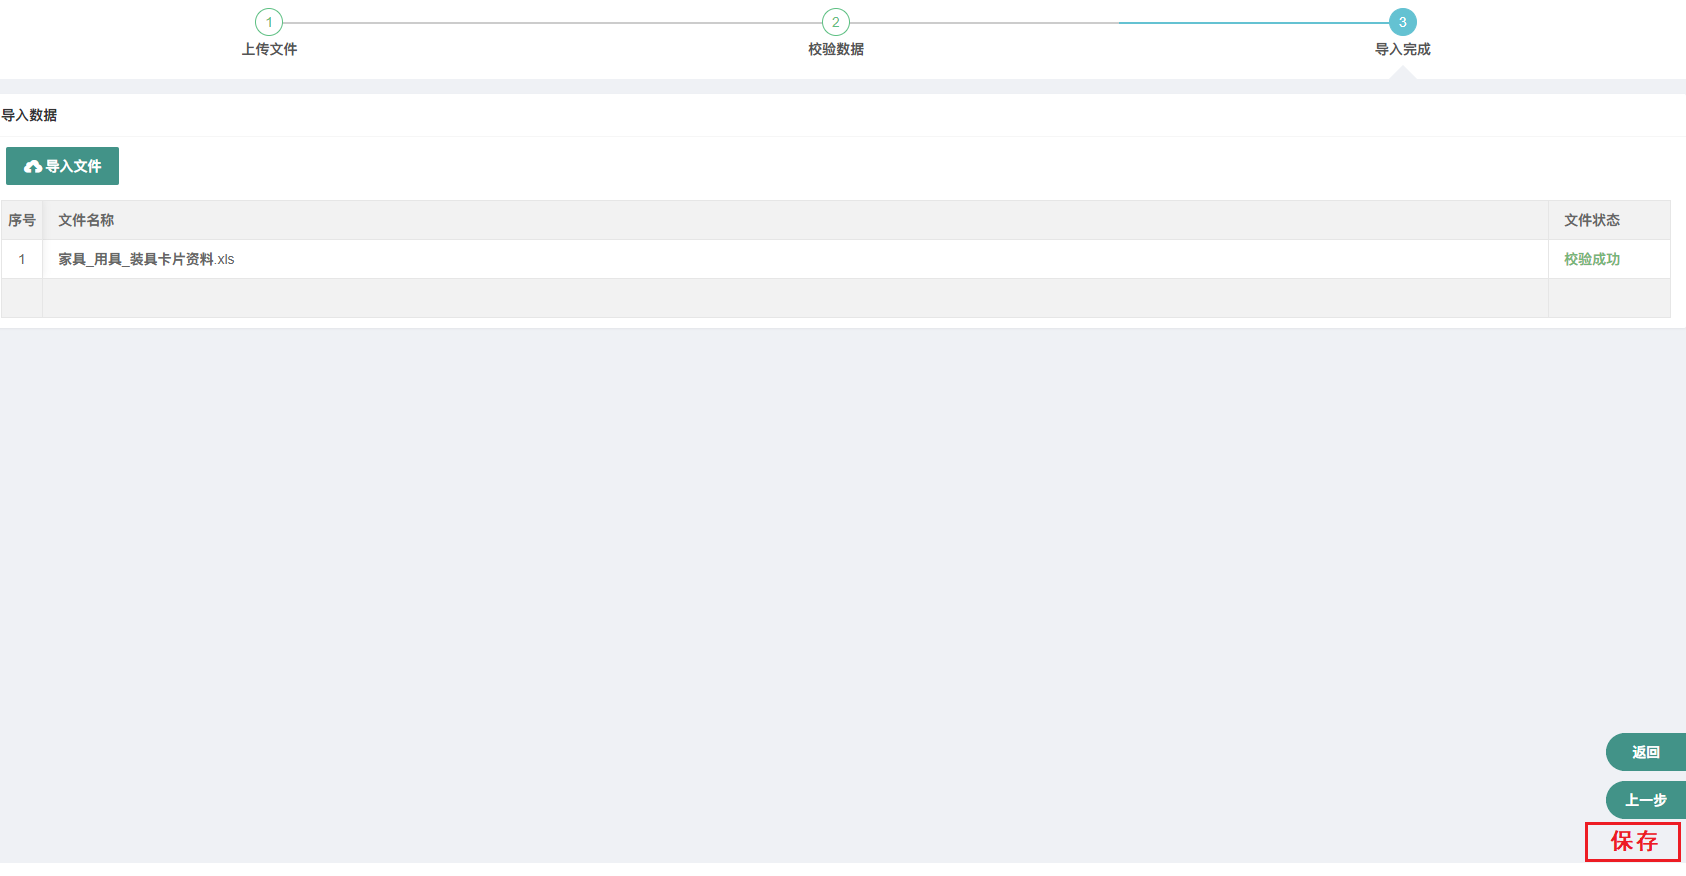 1
2
3
上传文件
校验数据
导入完成
导入数据
导入文件
序号 文件名称 文件状态
1 家具_用具_装具卡片资料.xls 校验成功
返回
上一步
保存